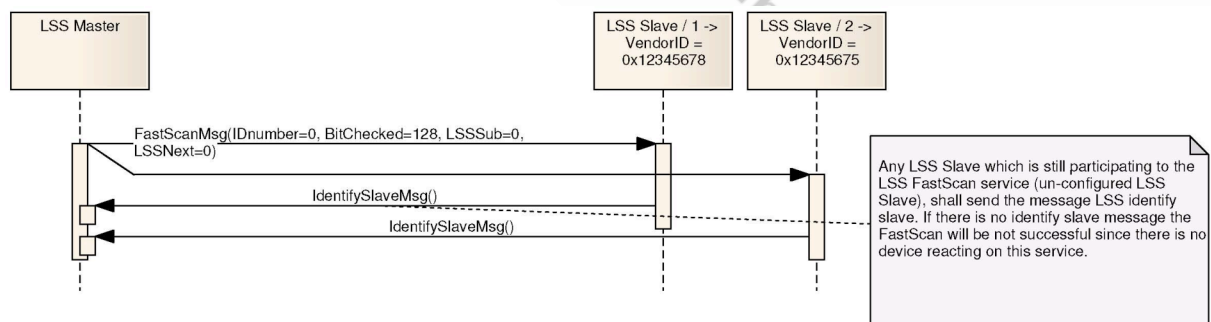 LSS Master
LSS Slave / 1 ->
VendorID =
0x12345678
LSS Slave / 2 ->
VendorID =
0x12345675
FastScanMsg(IDnumber=0, BitChecked=128, LSSSub=0,
LSSNext=0)
IdentifySlaveMsg()
IdentifySlaveMsg()
Any LSS Slave which is still participating to the
LSS FastScan service (un-configured LSS
Slave), shall send the message LSS identify
slave. If there is no identify slave message the
FastScan will be not successful since there is no
device reacting on this service.